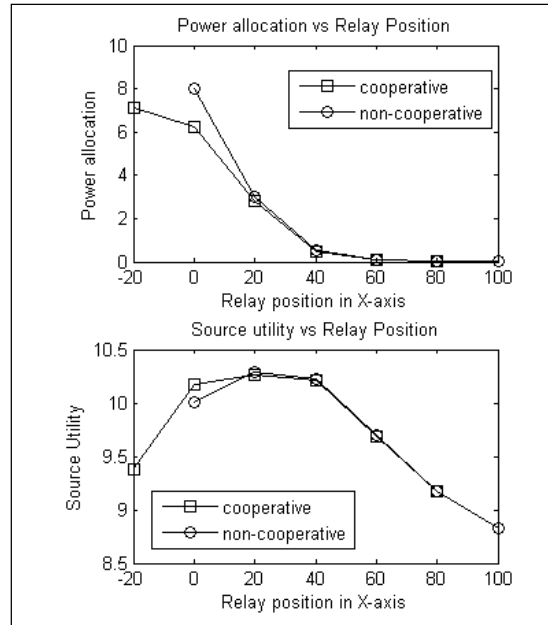 Power allocation vs Relay Position
10
8
6
4
2
0
Power allocation
cooperative
non-cooperative
-20 0 20 40 60 80 100
Relay position in X-axis
Source utility vs Relay Position
10.5
10
9.5
9
8.5
Source Utility
cooperative
non-cooperative
-20 0 20 40 60 80 100
Relay position in X-axis